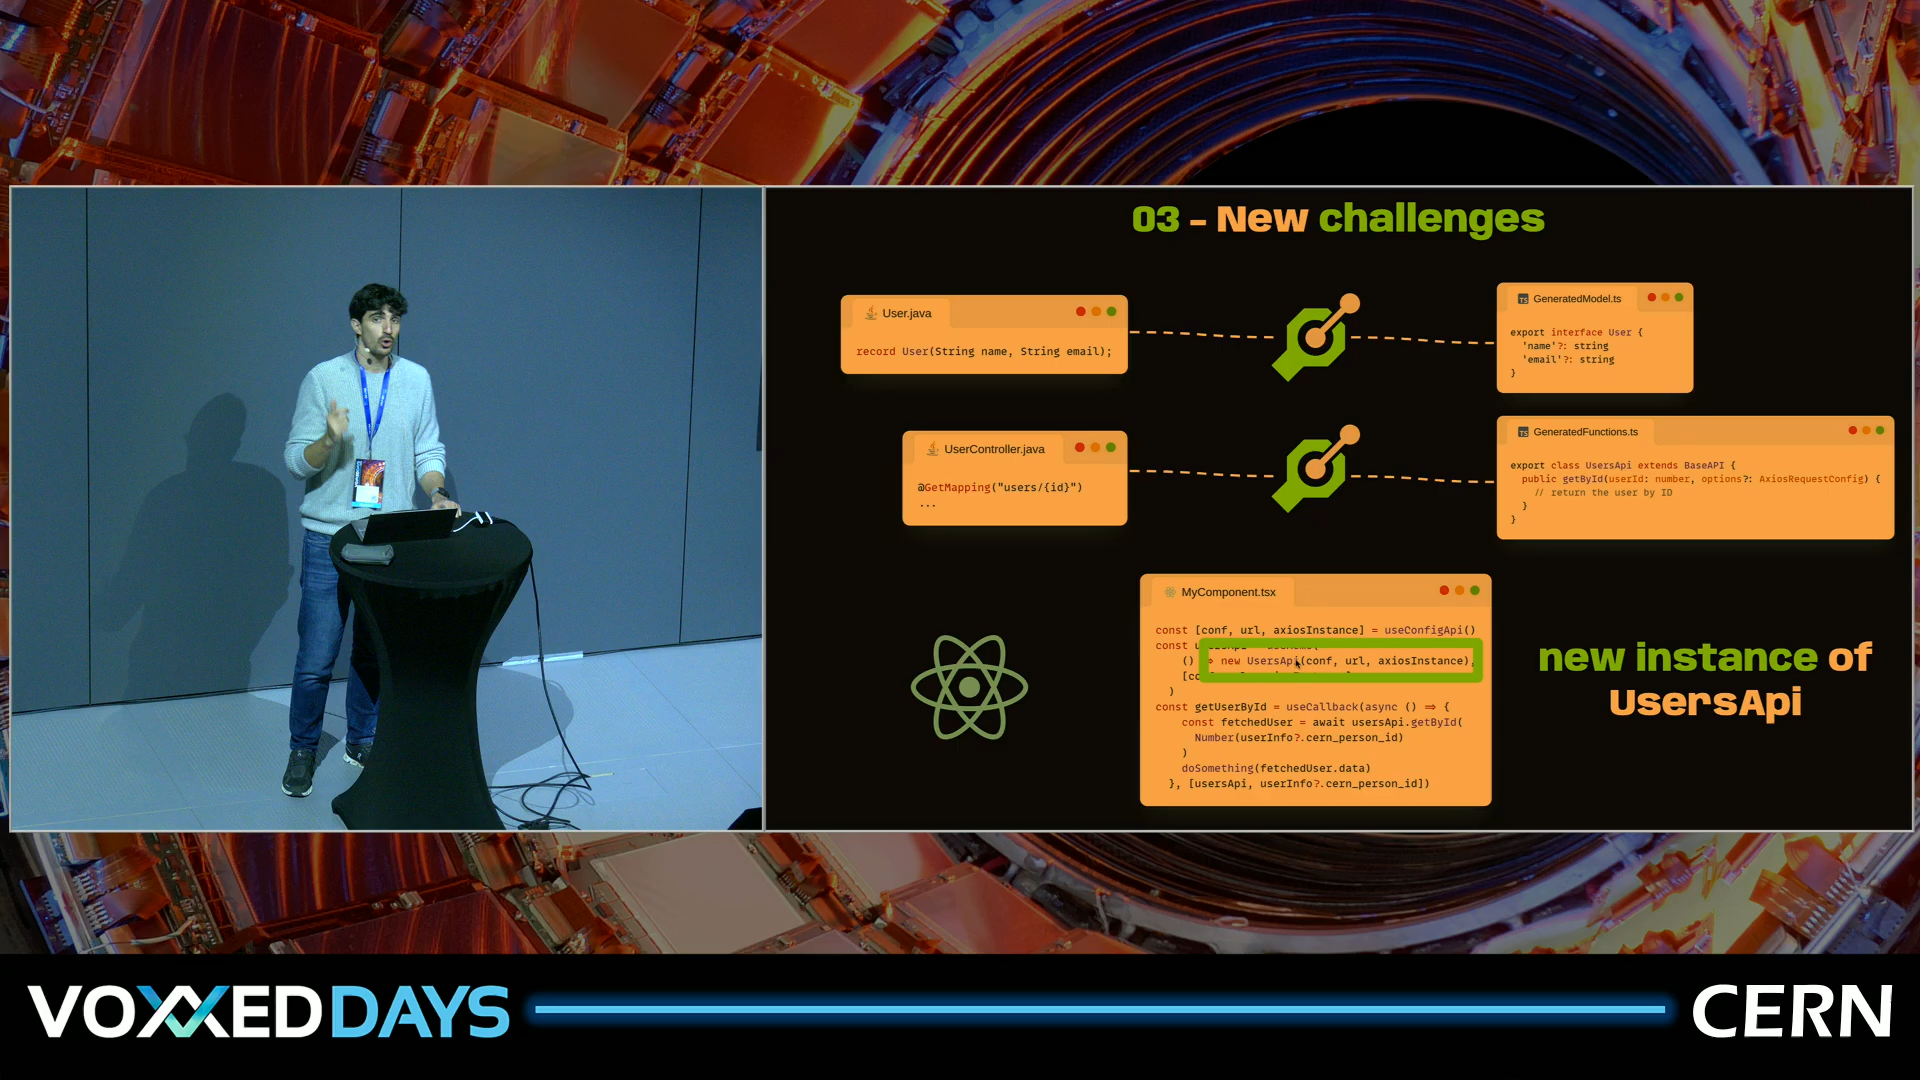 03 - New challenges
User.java
record User(String name, String email);
GeneratedModel.ts
export interface User {
'name'?: string
'email'?: string
}
UserController.java
@GetMapping("users/{id}")
...
GeneratedFunctions.ts
export class UsersApi extends BaseAPI {
public getById(userId: number, options?: AxiosRequestConfig) {
// return the user by ID
}
}
MyComponent.tsx
const [conf, url, axiosInstance] = useConfigApi()
const
() new UsersApi(conf, url, axiosInstance),
)
const getUserById = useCallback(async () => {
const fetchedUser = await usersApi.getById(
Number(userInfo?.cern_person_id)
)
doSomething(fetchedUser.data)
}, [usersApi, userInfo?.cern_person_id])
new instance of
UsersApi
VOXXED DAYS
CERN